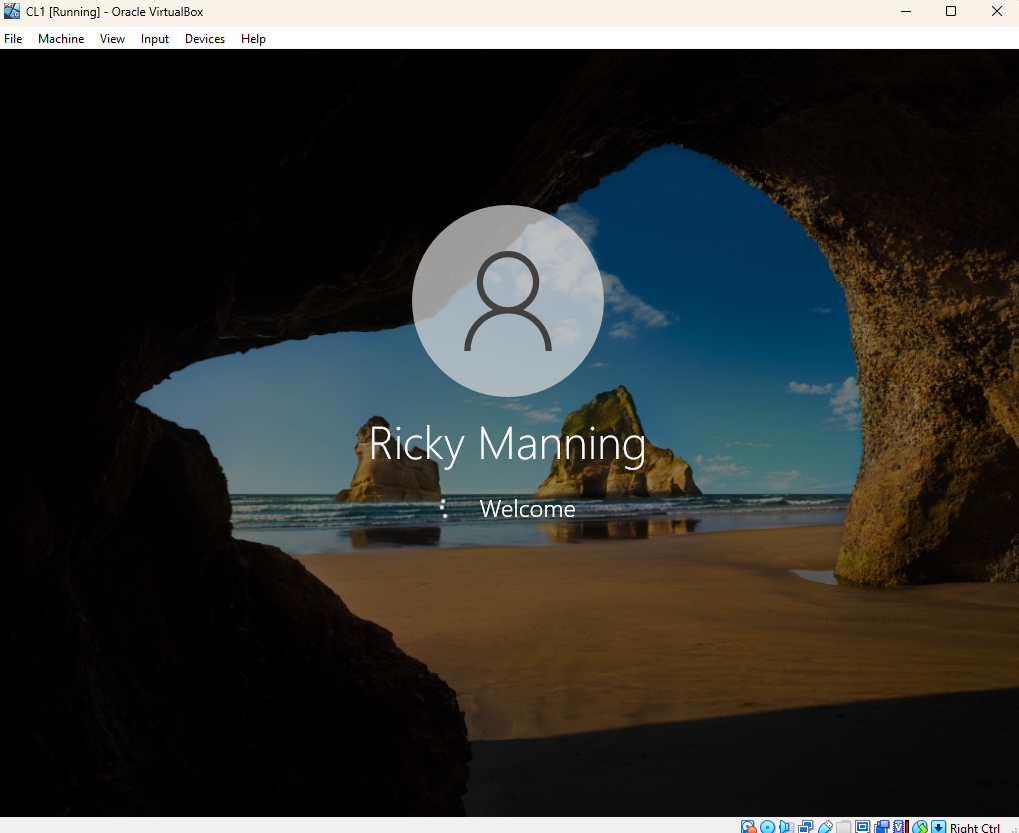 CL1 [Running] - Oracle VirtualBox
File Machine View Input Devices Help
Ricky Manning
Welcome
Right Ctrl